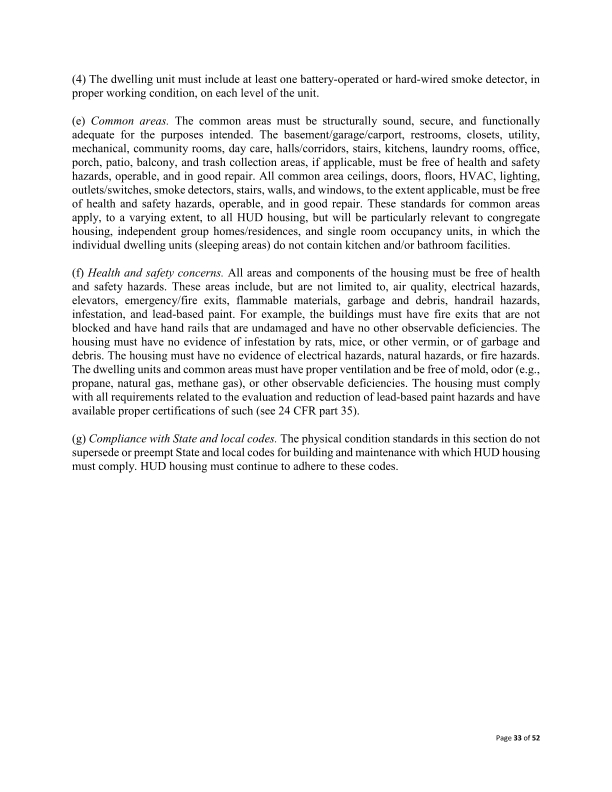 (4) The dwelling unit must include at least one battery-operated or hard-wired smoke detector, in
proper working condition, on each level of the unit.
(e) Common areas. The common areas must be structurally sound, secure, and functionally
adequate for the purposes intended. The basement/garage/carport, restrooms, closets, utility,
mechanical, community rooms, day care, halls/corridors, stairs, kitchens, laundry rooms, office,
porch, patio, balcony, and trash collection areas, if applicable, must be free of health and safety
hazards, operable, and in good repair. All common area ceilings, doors, floors, HVAC, lighting,
outlets/switches, smoke detectors, stairs, walls, and windows, to the extent applicable, must be free
of health and safety hazards, operable, and in good repair. These standards for common areas
apply, to a varying extent, to all HUD housing, but will be particularly relevant to congregate
housing, independent group homes/residences, and single room occupancy units, in which the
individual dwelling units (sleeping areas) do not contain kitchen and/or bathroom facilities.
(f) Health and safety concerns. All areas and components of the housing must be free of health
and safety hazards. These areas include, but are not limited to, air quality, electrical hazards,
elevators, emergency/fire exits, flammable materials, garbage and debris, handrail hazards,
infestation, and lead-based paint. For example, the buildings must have fire exits that are not
blocked and have hand rails that are undamaged and have no other observable deficiencies. The
housing must have no evidence of infestation by rats, mice, or other vermin, or of garbage and
debris. The housing must have no evidence of electrical hazards, natural hazards, or fire hazards.
The dwelling units and common areas must have proper ventilation and be free of mold, odor (e.g.,
propane, natural gas, methane gas), or other observable deficiencies. The housing must comply
with all requirements related to the evaluation and reduction of lead-based paint hazards and have
available proper certifications of such (see 24 CFR part 35).
(g) Compliance with State and local codes. The physical condition standards in this section do not
supersede or preempt State and local codes for building and maintenance with which HUD housing
must comply. HUD housing must continue to adhere to these codes.
Page 33 of 52